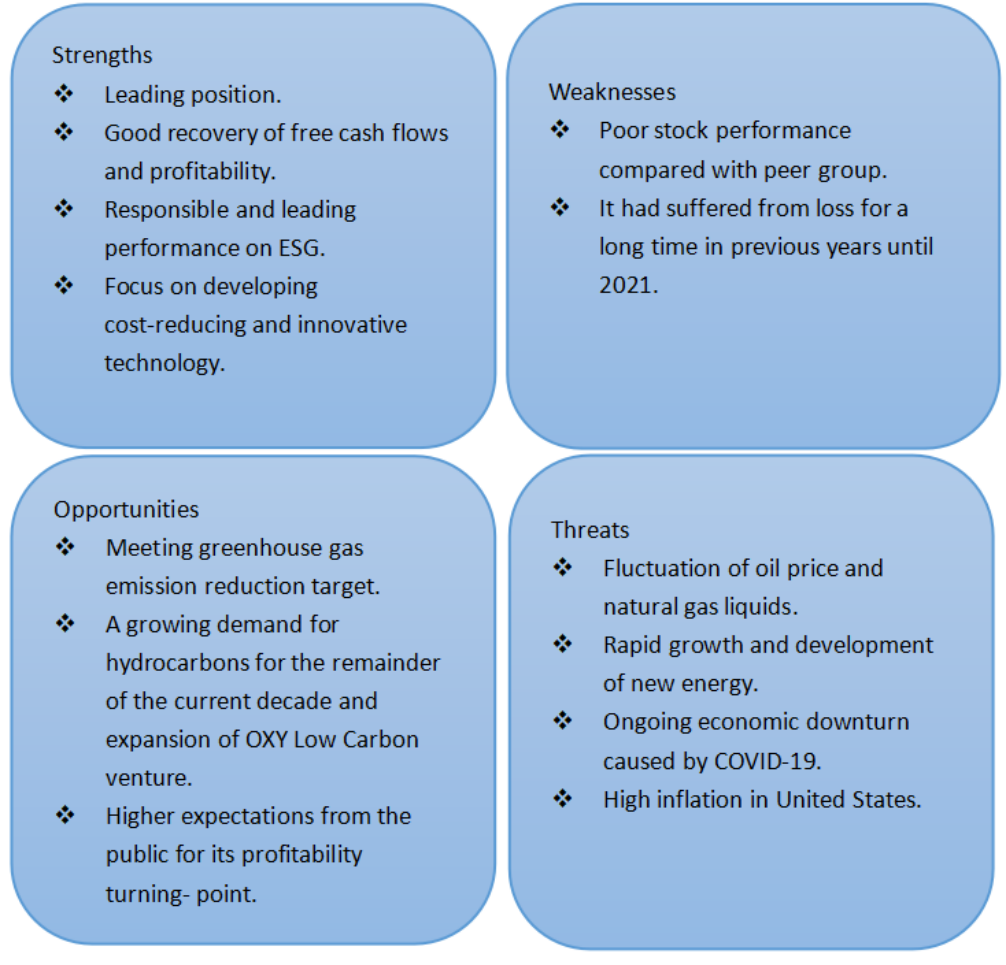 Strengths
❖ Leading position.
❖ Good recovery of free cash flows
and profitability.
❖ Responsible and leading
performance on ESG.
❖ Focus on developing
cost-reducing and innovative
technology.
Weaknesses
❖ Poor stock performance
compared with peer group.
❖ It had suffered from loss for a
long time in previous years until
2021.
Opportunities
❖ Meeting greenhouse gas
emission reduction target.
❖ A growing demand for
hydrocarbons for the remainder
of the current decade and
expansion of OXY Low Carbon
venture.
❖ Higher expectations from the
public for its profitability
turning- point.
Threats
❖ Fluctuation of oil price and
natural gas liquids.
❖ Rapid growth and development
of new energy.
❖ Ongoing economic downturn
caused by COVID-19.
❖ High inflation in United States.